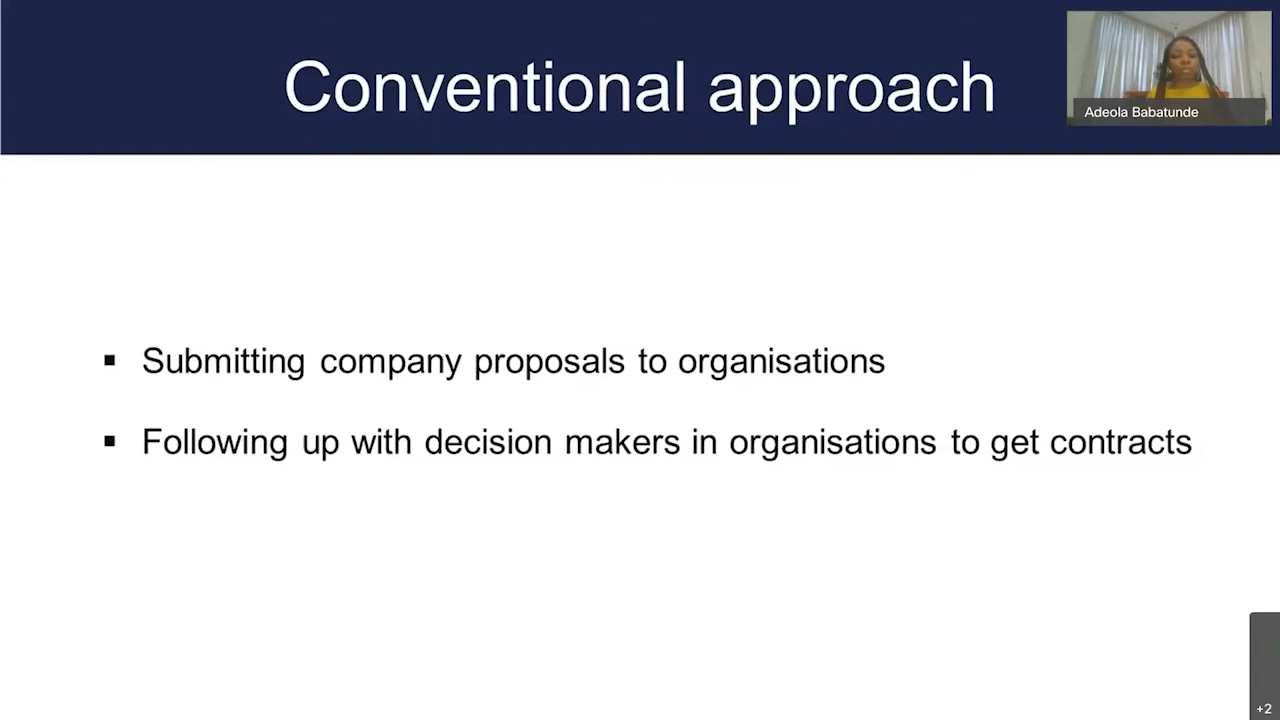 Conventional approach
Adeola Babatunde
▪ Submitting company proposals to organisations
▪ Following up with decision makers in organisations to get contracts
+2